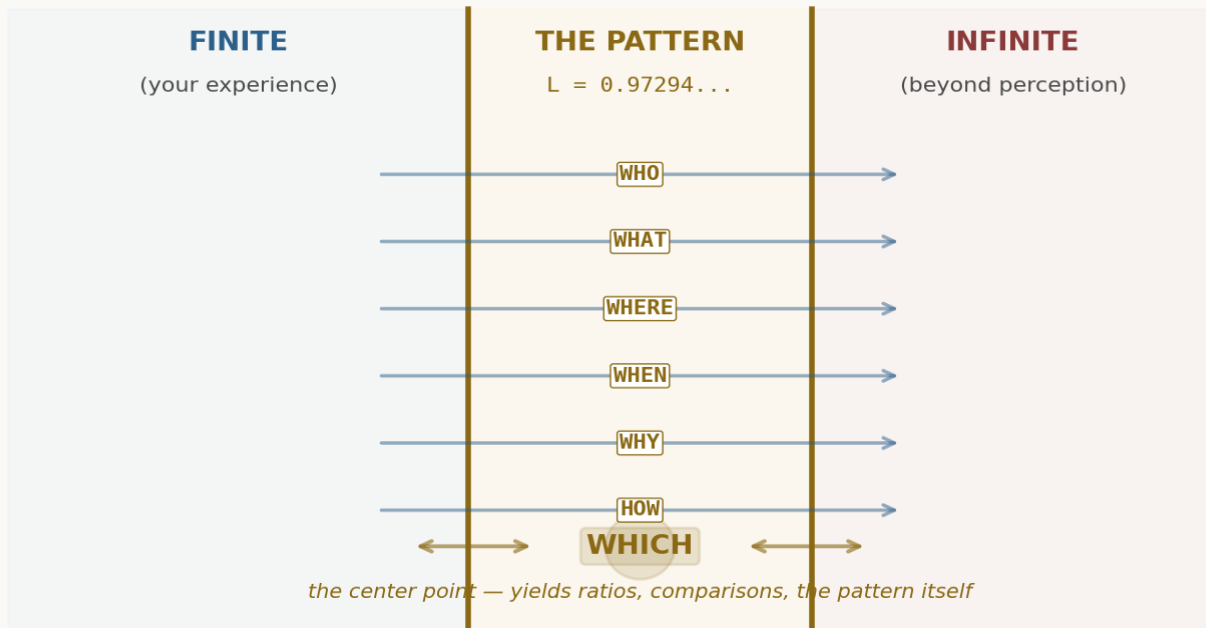 FINITE
THE PATTERN
INFINITE
(your experience)
L = 0.97294...
(beyond perception)
WHO
WHAT
WHERE
WHEN
WHY
HOW
WHICH
the center point — yields ratios, comparisons, the pattern itself